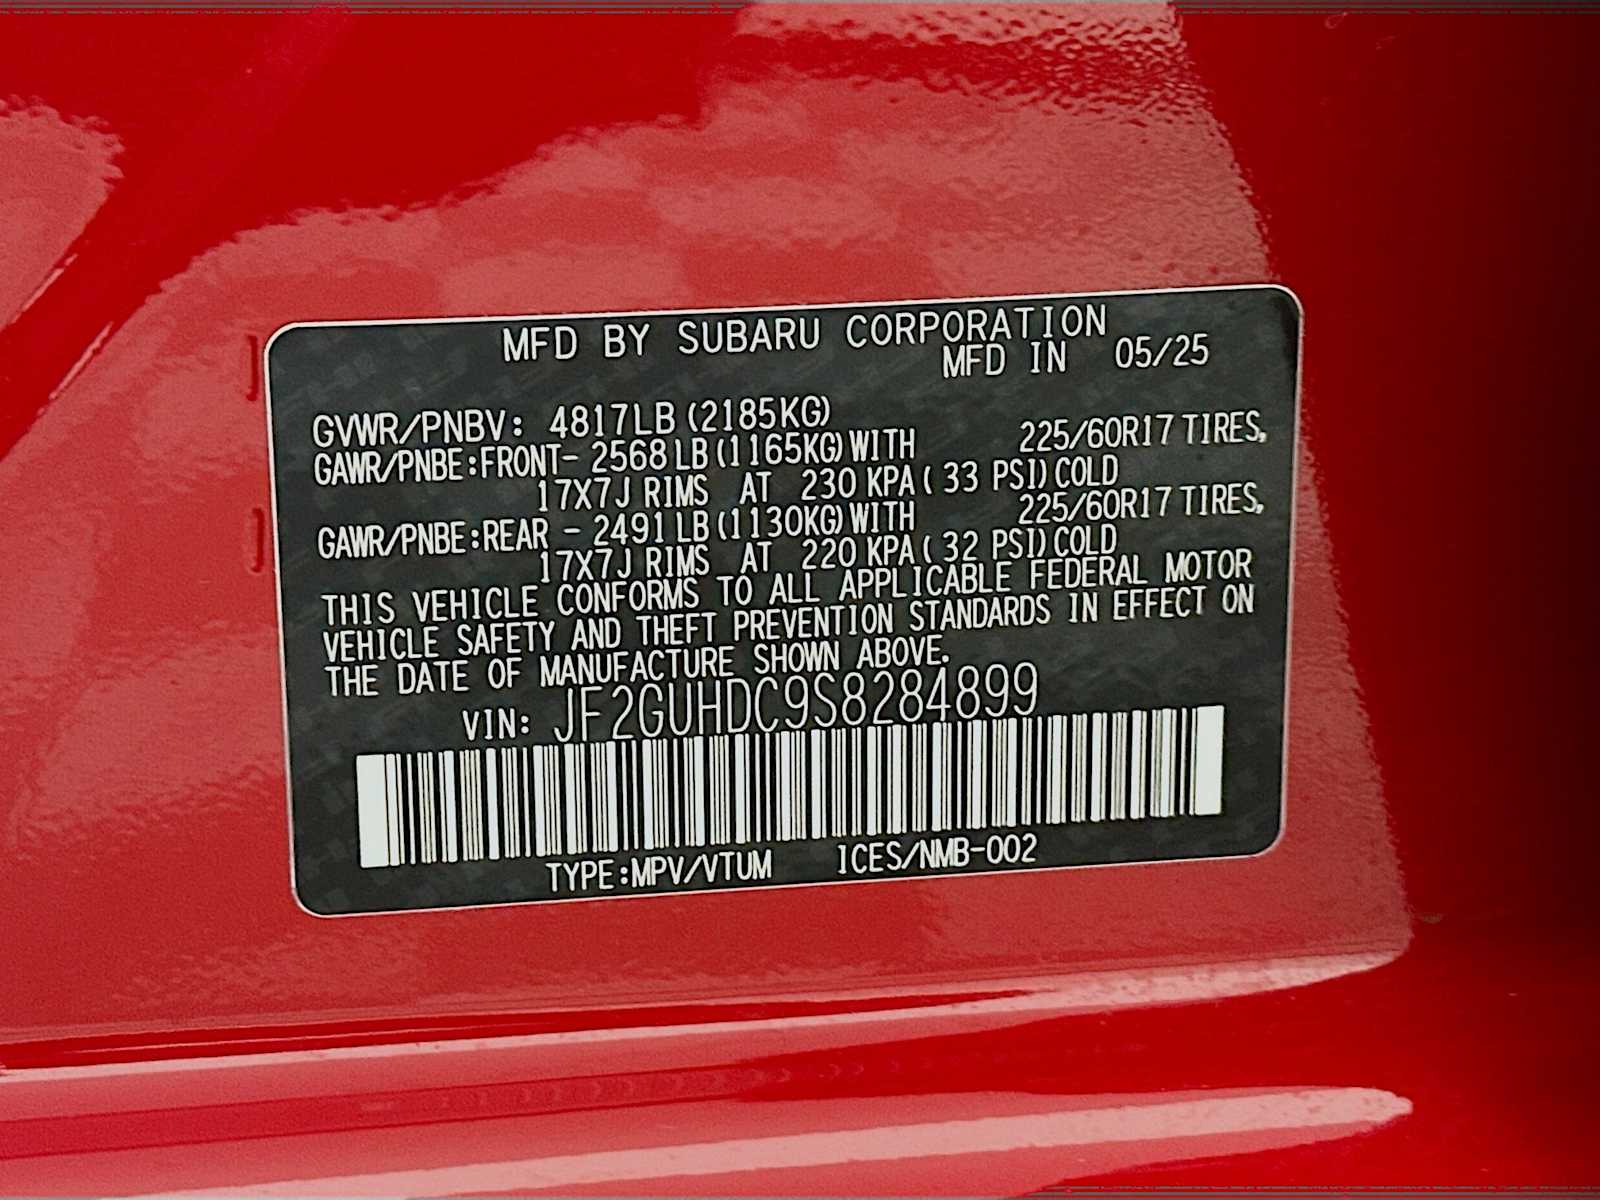 MFD BY SUBARU CORPORATION
MFD IN 05/25
GVWR/PNBV: 4817LB (2185KG)
GAWR/PNBE:FRONT- 2568 LB (1165KG) WITH 225/60R17 TIRES,
17X7J RIMS AT 230 KPA ( 33 PSI) COLD
GAWR/PNBE:REAR - 2491 LB (1130KG) WITH 225/60R17 TIRES,
17X7J RIMS AT 220 KPA ( 32 PSI) COLD
THIS VEHICLE CONFORMS TO ALL APPLICABLE FEDERAL MOTOR
VEHICLE SAFETY AND THEFT PREVENTION STANDARDS IN EFFECT ON
THE DATE OF MANUFACTURE SHOWN ABOVE.
VIN: JF2GUHDC9S8284899
TYPE:MPV/VTUM ICES/NMB-002